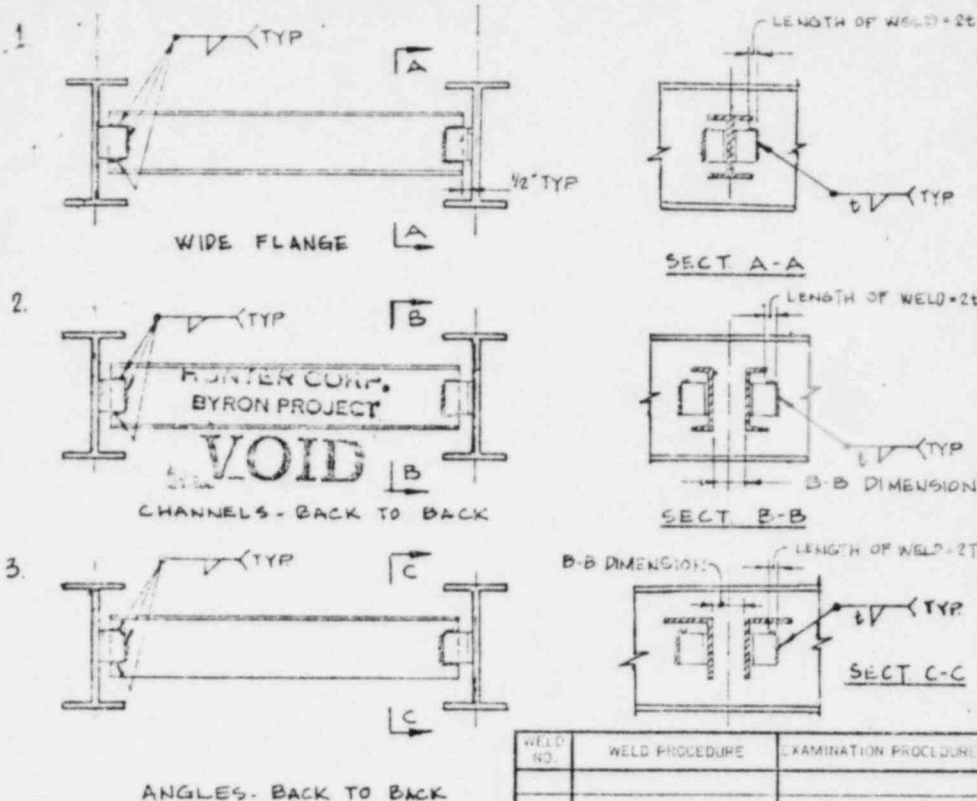 1.
TYP
A
LENGTH OF WELD = 2t
1/2" TYP.
t
TYP
WIDE FLANGE
A
SECT. A-A
2.
TYP
B
LENGTH OF WELD = 2t
HUNTER CORP.
BYRON PROJECT
VOID
t
TYP
B
B-B DIMENSION
CHANNELS - BACK TO BACK
SECT. B-B
3.
TYP
C
B-B DIMENSION
LENGTH OF WELD = 2T
t
TYP.
SECT. C-C
C
WELD NO.
WELD PROCEDURE
EXAMINATION PROCEDURE
ANGLES - BACK TO BACK